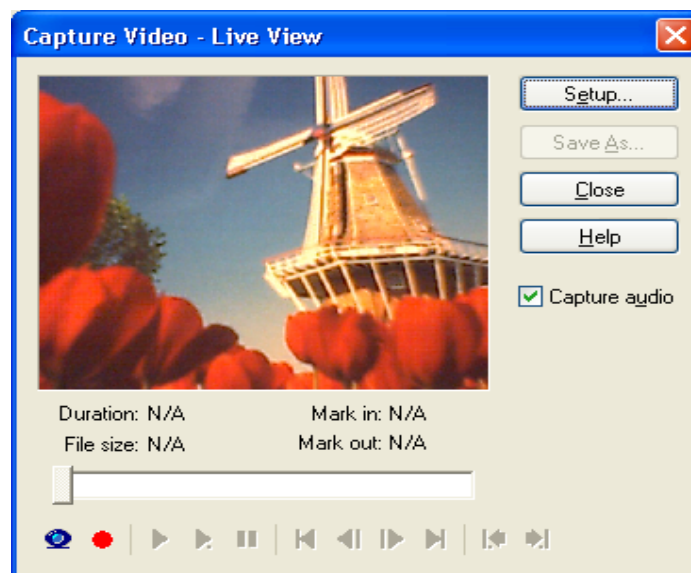 Capture Video - Live View
Setup...
Save As...
Close
Help
Capture audio
Duration: N/A
Mark in: N/A
File size: N/A
Mark out: N/A